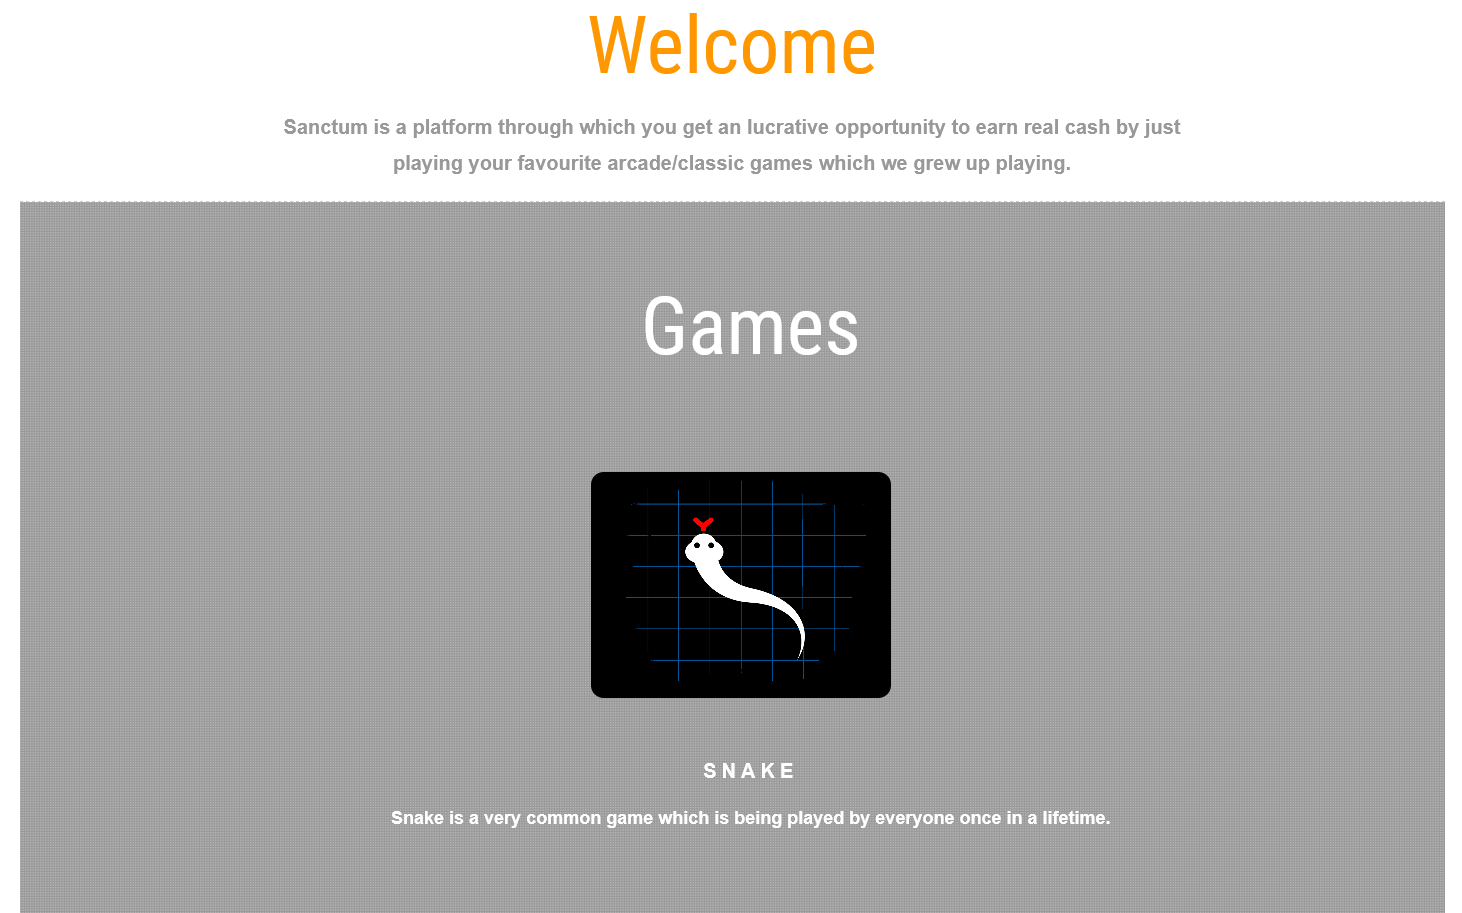 Welcome
Sanctum is a platform through which you get an lucrative opportunity to earn real cash by just
playing your favourite arcade/classic games which we grew up playing.
Games
SNAKE
Snake is a very common game which is being played by everyone once in a lifetime.